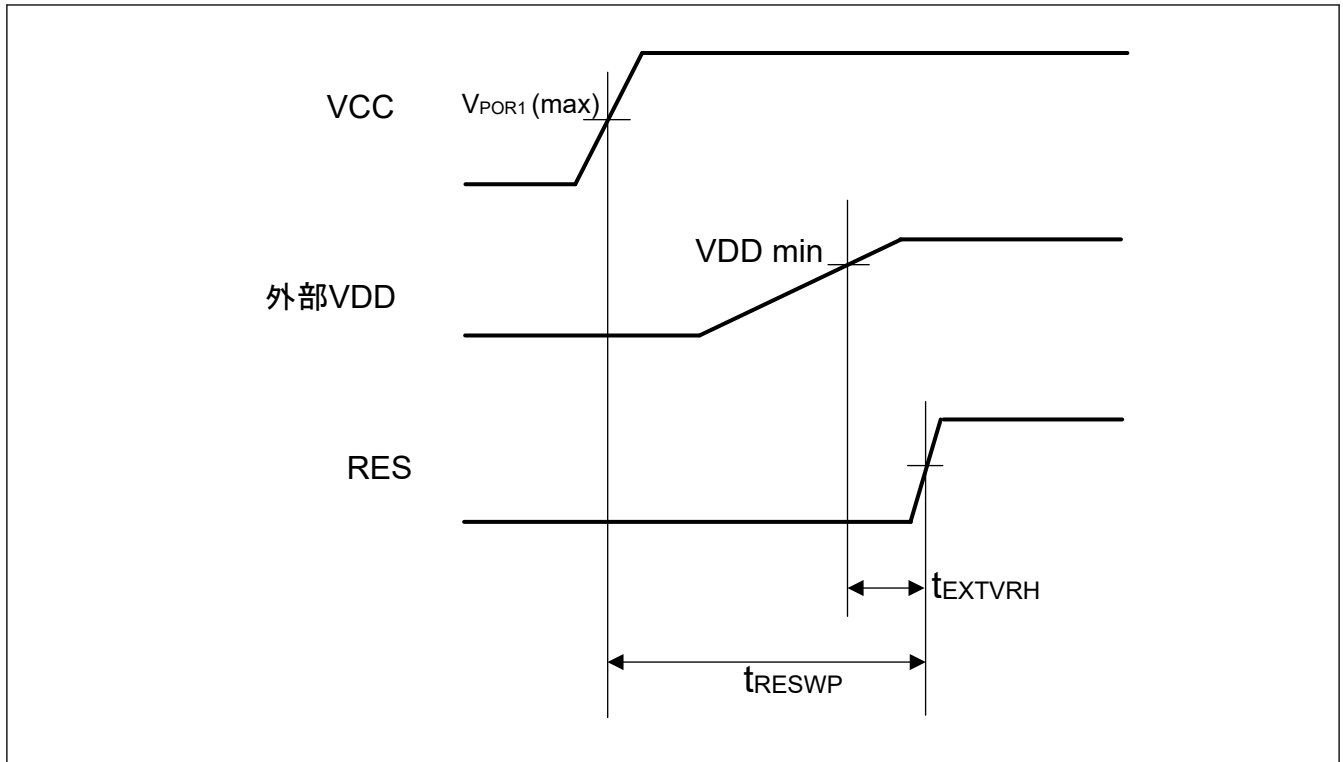 VCC
VPOR1 (max)
VDD min
外部VDD
RES
tEXTVRH
tRESWP